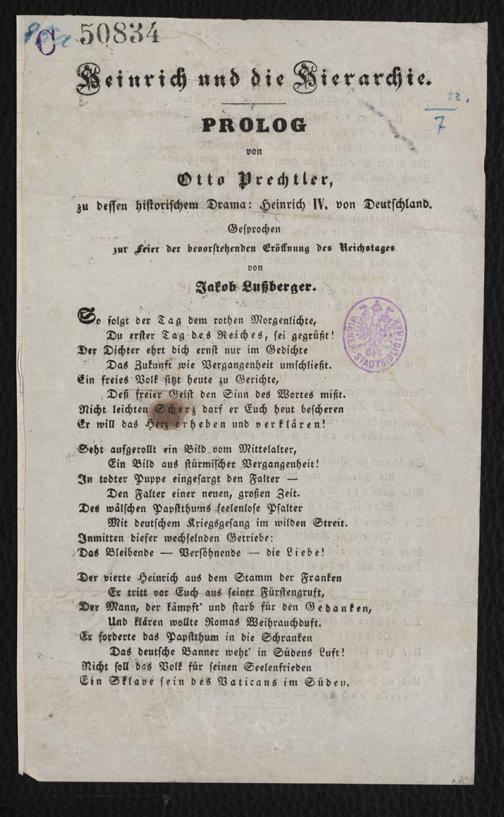 C 50834
7
Heinrich und die Hierarchie.
PROLOG
von
Otto Prechtler,
zu dessen historischem Drama: Heinrich IV. von Deutschland.
Gesprochen
zur Feier der bevorstehenden Eröffnung des Reichstages
von
Jakob Lußberger.
So folgt der Tag dem rothen Morgenlichte,
Du erster Tag des Reiches, sei gegrüßt!
Der Dichter ehrt dich ernst nur im Gedichte
Das Zukunft wie Vergangenheit umschließt.
Ein freies Volk sitzt heute zu Gerichte,
Deß freier Geist den Sinn des Wortes mißt.
Nicht leichten Scherz darf er Euch heut bescheren
Er will das Herz erheben und verklären!
Seht aufgerollt ein Bild vom Mittelalter,
Ein Bild aus stürmischer Vergangenheit!
In todter Puppe eingesargt den Falter —
Den Falter einer neuen, großen Zeit.
Des wälschen Papstthums seelenlose Psalter
Mit deutschem Kriegsgesang im wilden Streit.
Inmitten dieser wechselnden Getriebe:
Das Bleibende — Versöhnende — die Liebe!
Der vierte Heinrich aus dem Stamm der Franken
Er tritt vor Euch aus seiner Fürstengruft,
Der Mann, der kämpft' und starb für den Gedanken,
Und klären wollte Romas Weihrauchduft.
Er forderte das Papstthum in die Schranken
Das deutsche Banner weht' in Südens Luft!
Nicht soll das Volk für seinen Seelenfrieden
Ein Sklave sein des Vaticans im Süden.
WIENER STADTBIBLIOTHEK